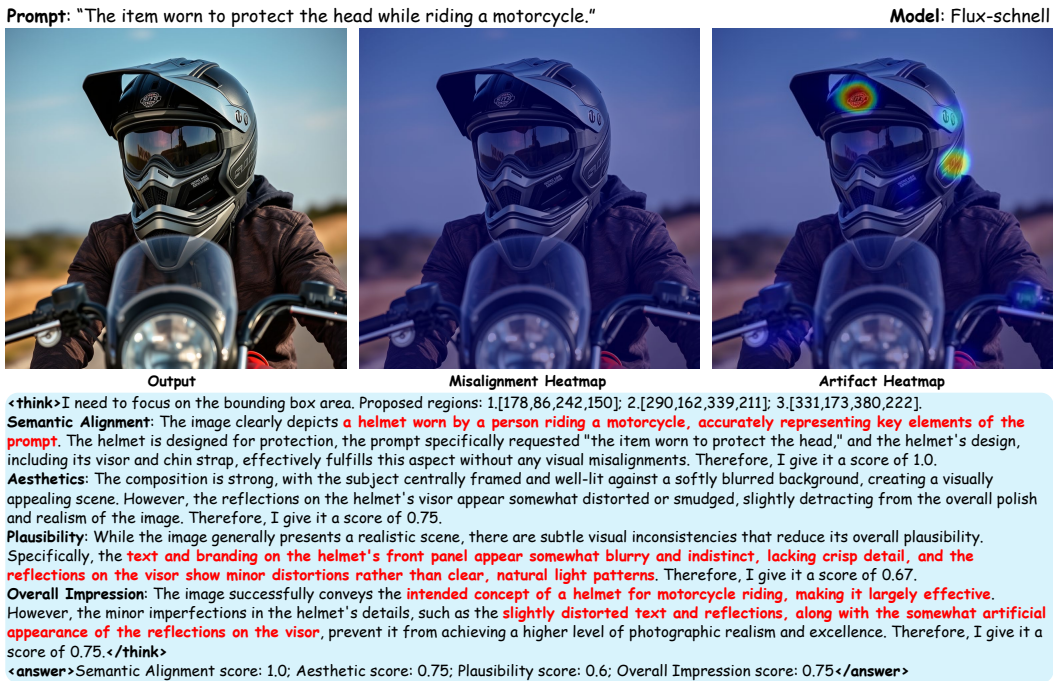 Prompt: “The item worn to protect the head while riding a motorcycle.” Model: Flux-schnell
Output Misalignment Heatmap Artifact Heatmap
<think>I need to focus on the bounding box area. Proposed regions: 1.[178,86,242,150]; 2.[290,162,339,211]; 3.[331,173,380,222].
Semantic Alignment: The image clearly depicts a helmet worn by a person riding a motorcycle, accurately representing key elements of the
prompt. The helmet is designed for protection, the prompt specifically requested "the item worn to protect the head," and the helmet's design,
including its visor and chin strap, effectively fulfills this aspect without any visual misalignments. Therefore, I give it a score of 1.0.
Aesthetics: The composition is strong, with the subject centrally framed and well-lit against a softly blurred background, creating a visually
appealing scene. However, the reflections on the helmet's visor appear somewhat distorted or smudged, slightly detracting from the overall polish
and realism of the image. Therefore, I give it a score of 0.75.
Plausibility: While the image generally presents a realistic scene, there are subtle visual inconsistencies that reduce its overall plausibility.
Specifically, the text and branding on the helmet's front panel appear somewhat blurry and indistinct, lacking crisp detail, and the
reflections on the visor show minor distortions rather than clear, natural light patterns. Therefore, I give it a score of 0.67.
Overall Impression: The image successfully conveys the intended concept of a helmet for motorcycle riding, making it largely effective.
However, the minor imperfections in the helmet's details, such as the slightly distorted text and reflections, along with the somewhat artificial
appearance of the reflections on the visor, prevent it from achieving a higher level of photographic realism and excellence. Therefore, I give it a
score of 0.75.</think>
<answer>Semantic Alignment score: 1.0; Aesthetic score: 0.75; Plausibility score: 0.6; Overall Impression score: 0.75</answer>